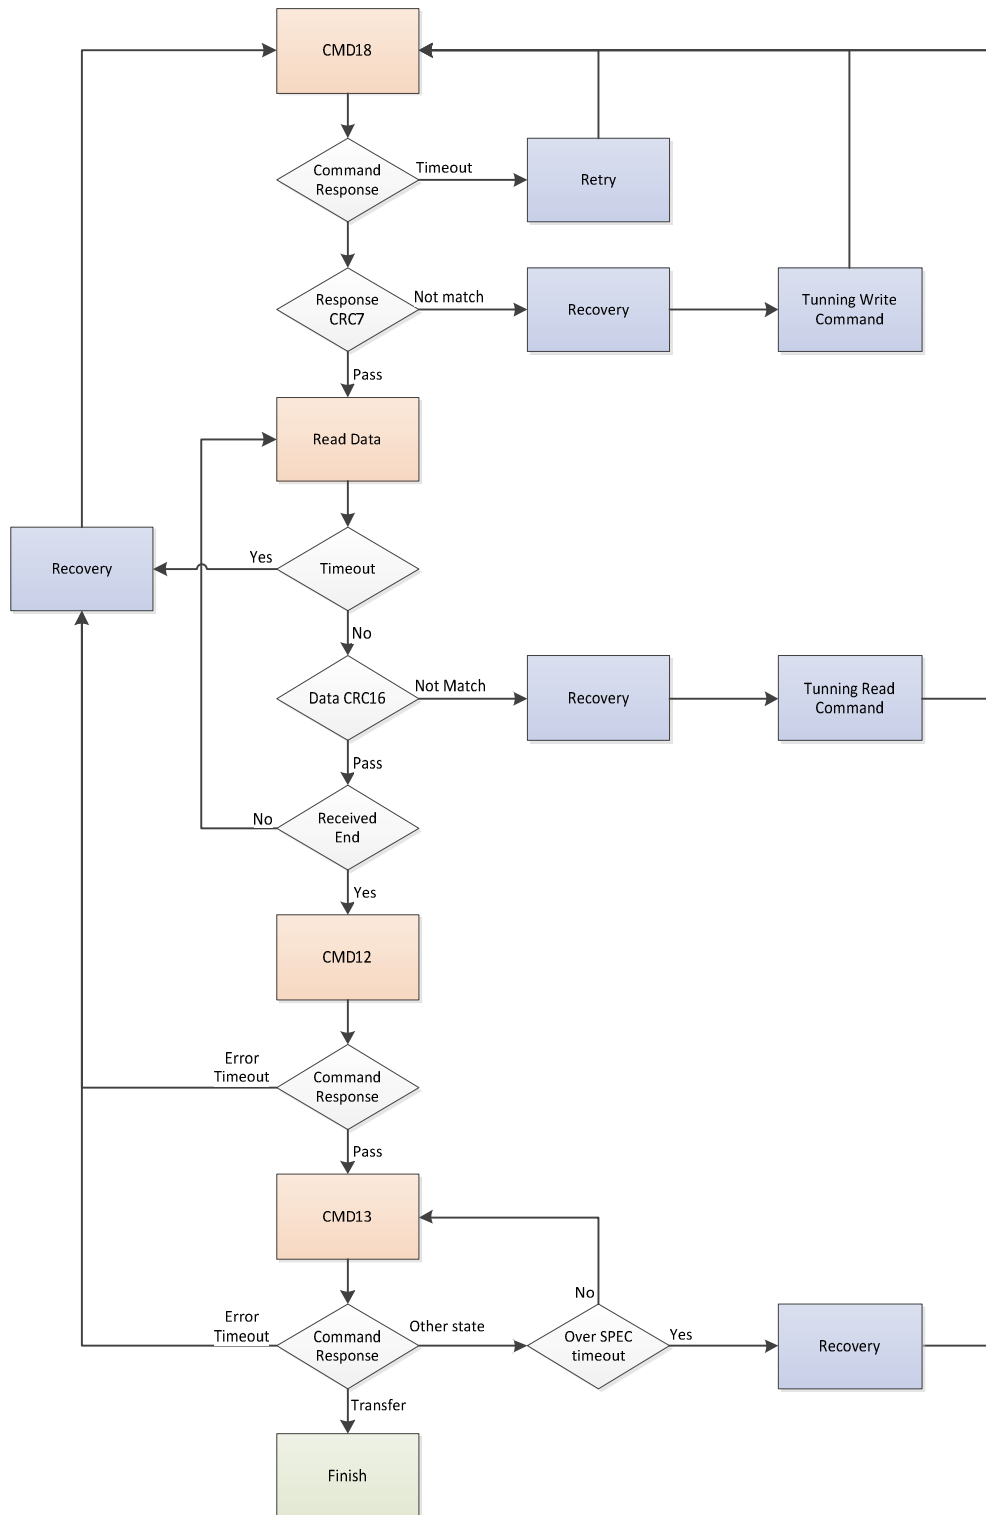 CMD18
Command
Response
Timeout
Retry
Response
CRC7
Not match
Recovery
Tunning Write
Command
Pass
Read Data
Recovery
Yes
Timeout
No
Data CRC16
Not Match
Recovery
Tunning Read
Command
Pass
No
Received
End
Yes
CMD12
Error
Timeout
Command
Response
Pass
CMD13
No
Error
Timeout
Command
Response
Other state
Over SPEC
timeout
Yes
Recovery
Transfer
Finish